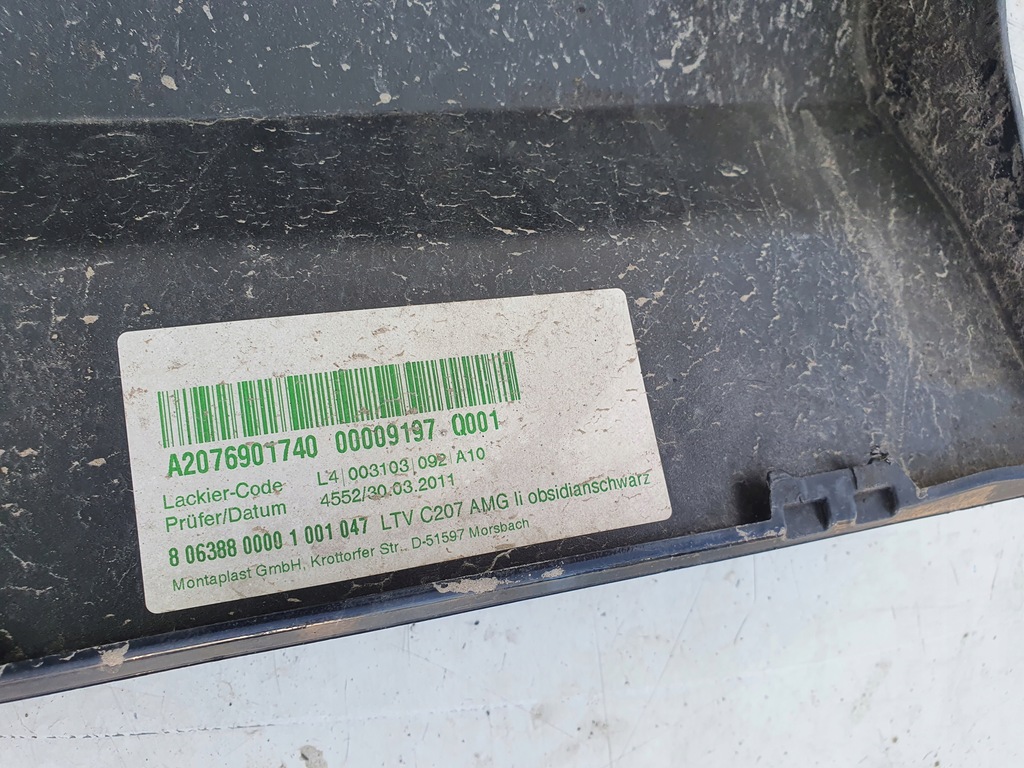 A2076901740 00009197 Q001
Lackier-Code L4|003103|092|A10
Prüfer/Datum 4552/30.03.2011
8 06388 0000 1 001 047 LTV C207 AMG li obsidianschwarz
Montaplast GmbH, Krottorfer Str., D-51597 Morsbach